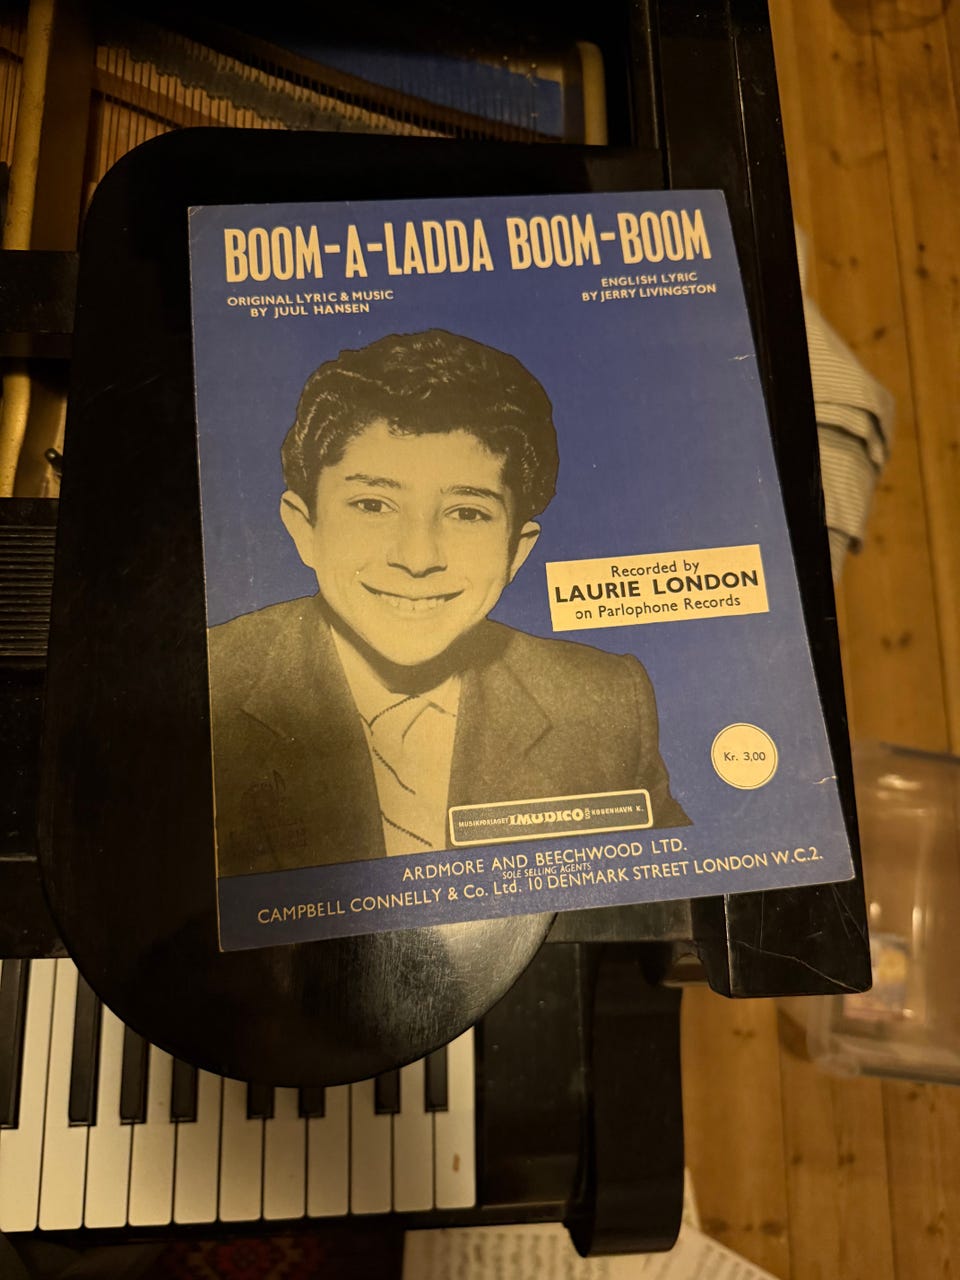 BOOM-A-LADDA BOOM-BOOM
ORIGINAL LYRIC & MUSIC
BY JUUL HANSEN
ENGLISH LYRIC
BY JERRY LIVINGSTON
Recorded by
LAURIE LONDON
on Parlophone Records
Kr. 3,00
MUSIKFORLAGET IMUDICO KØBENHAVN K.
ARDMORE AND BEECHWOOD LTD.
SOLE SELLING AGENTS
CAMPBELL CONNELLY & Co. Ltd. 10 DENMARK STREET LONDON W.C.2.